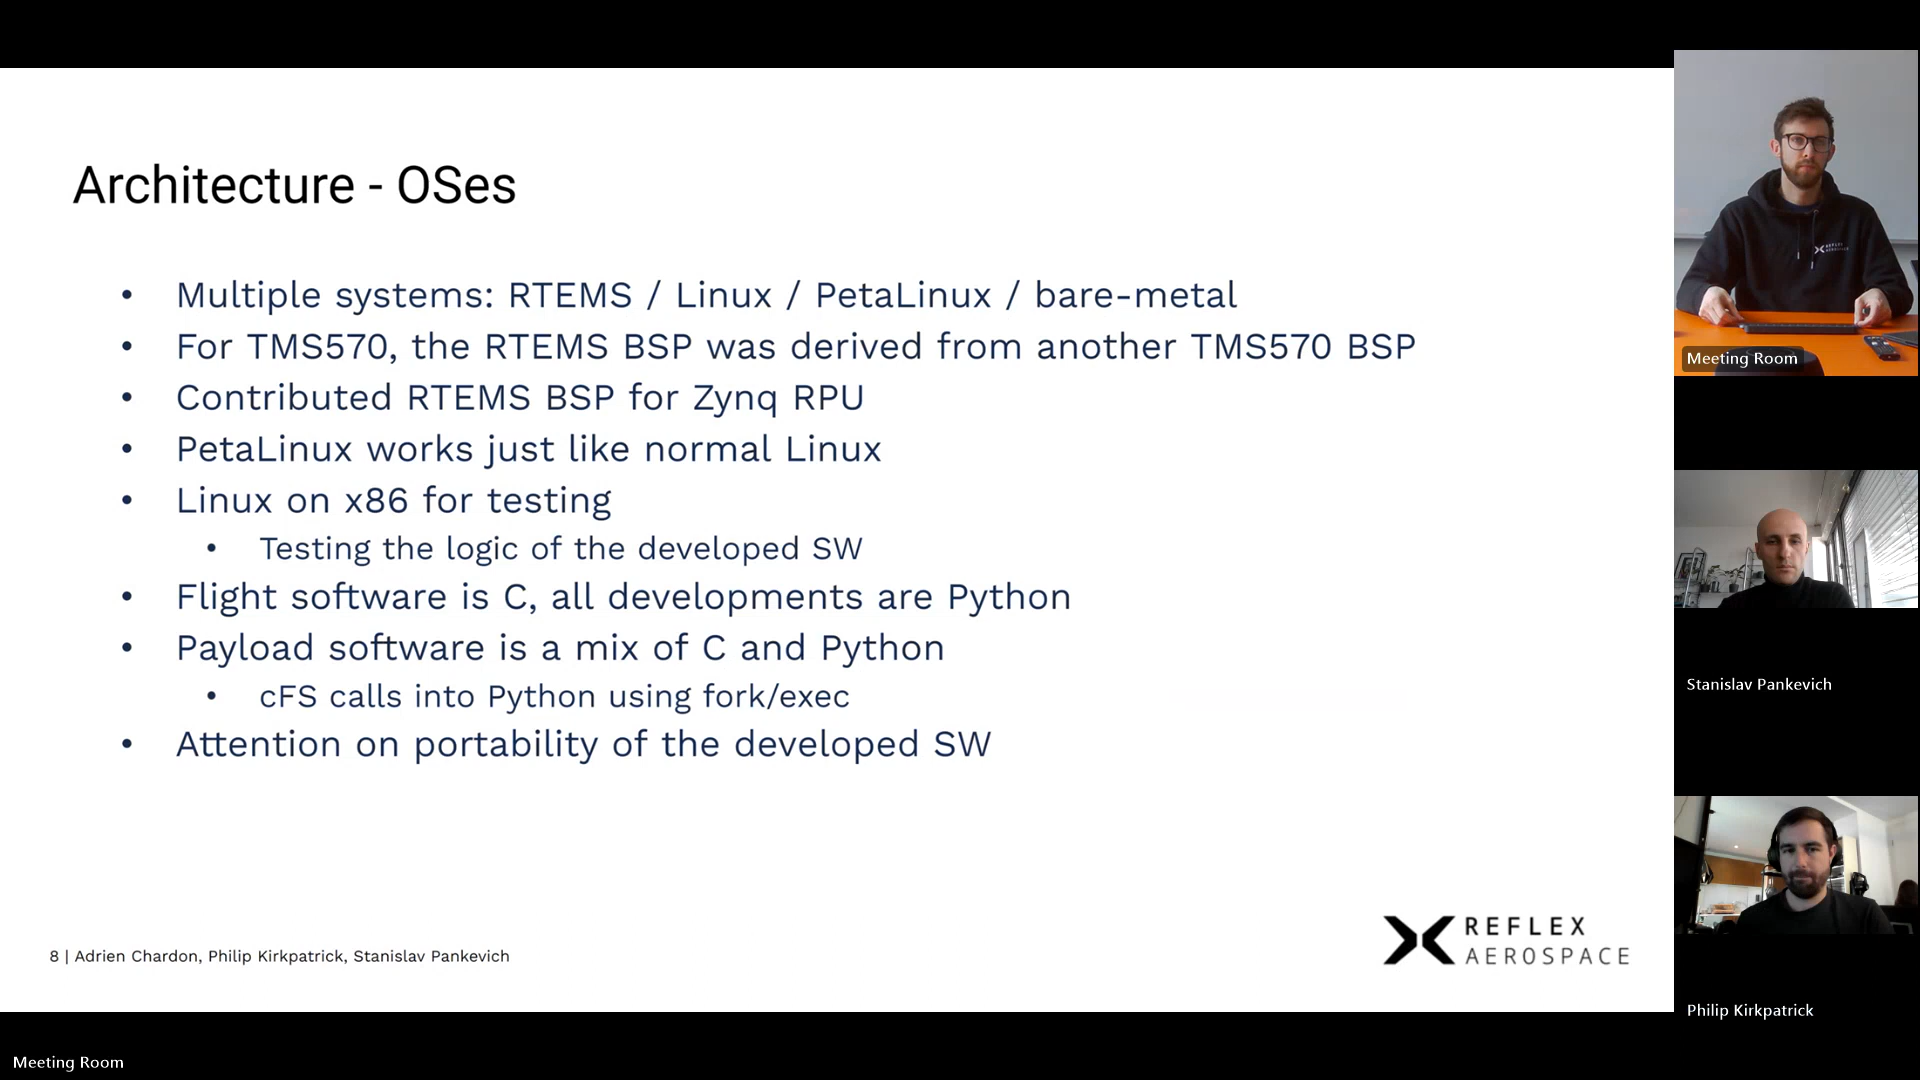 Architecture - OSes
• Multiple systems: RTEMS / Linux / PetaLinux / bare-metal
• For TMS570, the RTEMS BSP was derived from another TMS570 BSP
• Contributed RTEMS BSP for Zynq RPU
• PetaLinux works just like normal Linux
• Linux on x86 for testing
• Testing the logic of the developed SW
• Flight software is C, all developments are Python
• Payload software is a mix of C and Python
• cFS calls into Python using fork/exec
• Attention on portability of the developed SW
8 | Adrien Chardon, Philip Kirkpatrick, Stanislav Pankevich
REFLEX
AEROSPACE
REFLEX
AEROSPACE
Meeting Room
Stanislav Pankevich
Philip Kirkpatrick
Meeting Room